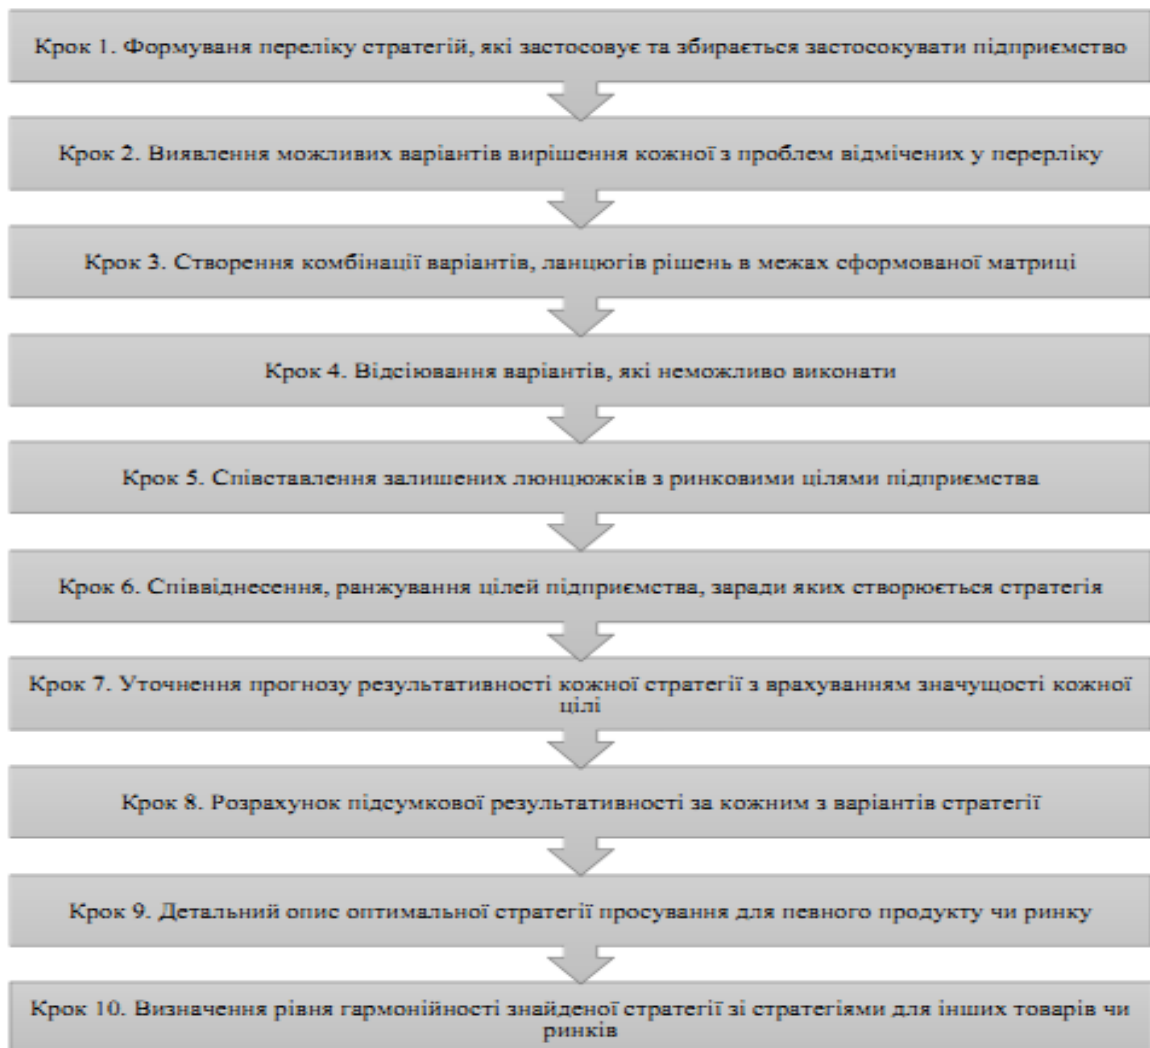 Крок 1. Формуваня переліку стратегій, які застосовує та збирається застосокувати підприємство
Крок 2. Виявлення можливих варіантів вирішення кожної з проблем відмічених у перерліку
Крок 3. Створення комбінації варіантів, ланцюгів рішень в межах сформованої матриці
Крок 4. Відсіювання варіантів, які неможливо виконати
Крок 5. Співставлення залишених люнцюжків з ринковими цілями підприємства
Крок 6. Співвіднесення, ранжування цілей підприємства, заради яких створюється стратегія
Крок 7. Уточнення прогнозу результативності кожної стратегії з врахуванням значущості кожної
цілі
Крок 8. Розрахунок підсумкової результативності за кожним з варіантів стратегії
Крок 9. Детальний опис оптимальної стратегії просування для певного продукту чи ринку
Крок 10. Визначення рівня гармонійності знайденої стратегії зі стратегіями для інших товарів чи
ринків